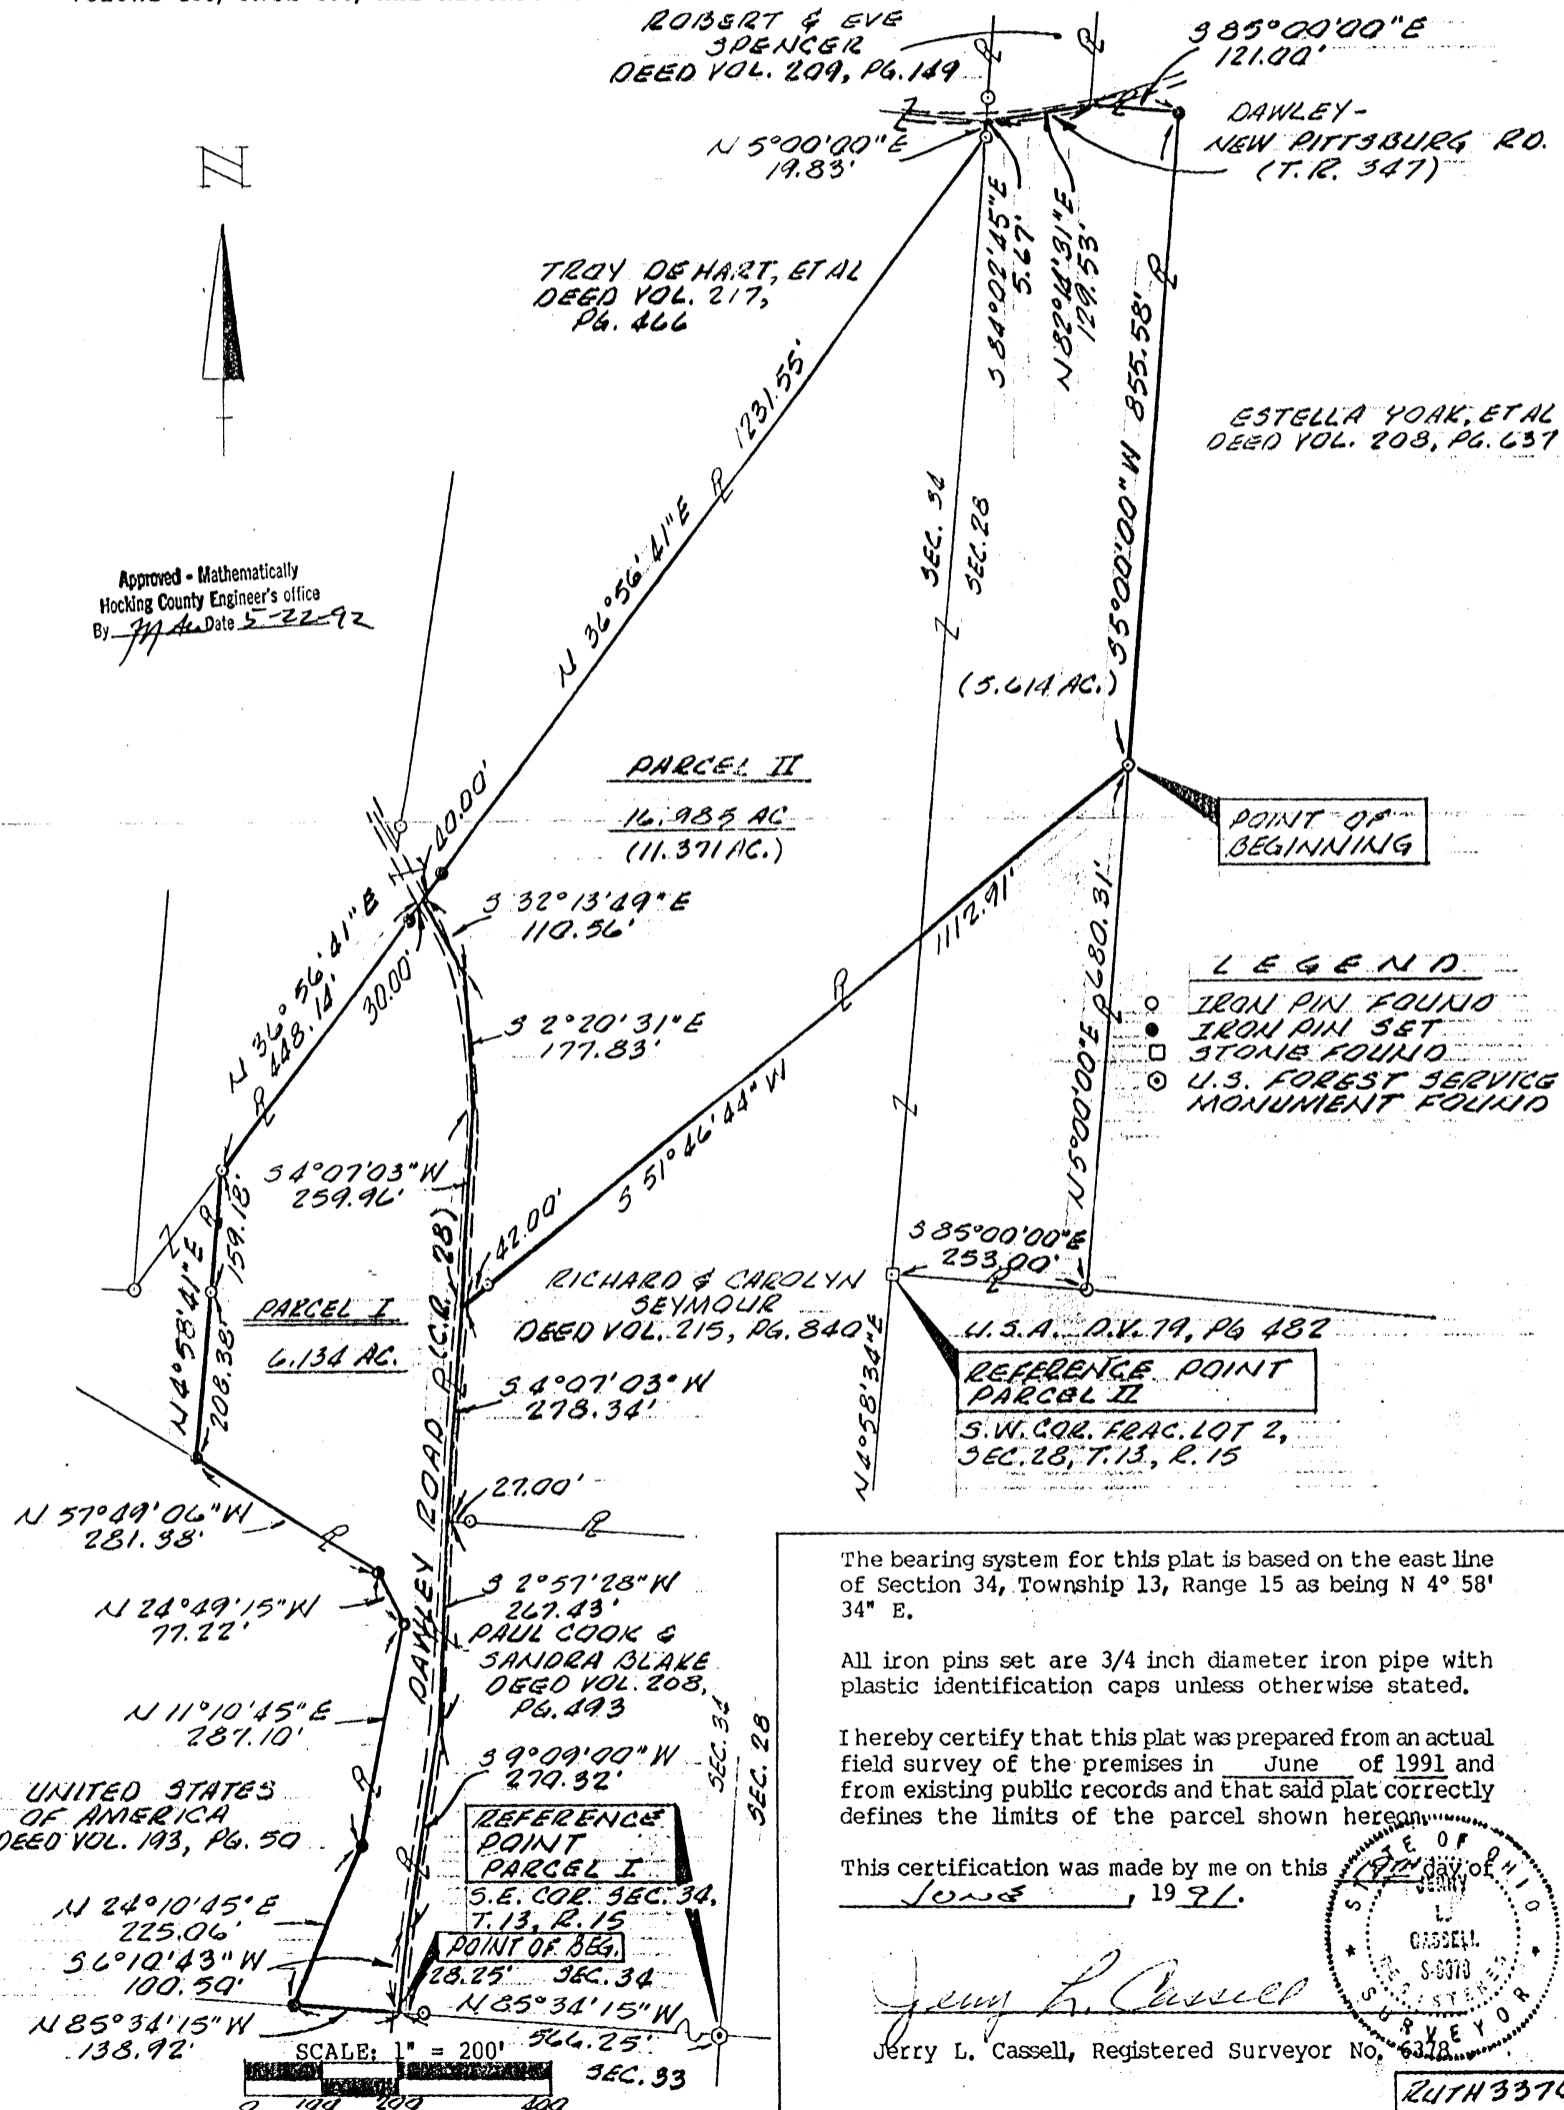 ROBERT & EVE
SPENCER
DEED VOL. 209, PG. 149
S 85°00'00"E
121.00'
DAWLEY-
NEW PITTSBURG RD.
(T.R. 347)
N 5°00'00"E
19.83'
N
TROY DEHART, ET AL
DEED VOL. 217,
PG. 466
S 84°02'45"E
5.67'
N 82°14'31"E
129.53'
S 5°00'00"W 855.58'
ESTELLA YOAK, ET AL
DEED VOL. 208, PG. 637
1231.55'
N 36°56'41"E
SEC. 34
SEC. 28
Approved - Mathematically
Hocking County Engineer's office
By Date 5-22-92
(5.614 AC.)
PARCEL II
16.985 AC
(11.371 AC.)
40.00'
POINT OF
BEGINNING
S 32°13'49"E
110.56'
N 36°56'41"E
448.14'
30.00'
1112.91'
S 51°46'44"W
N 5°00'00"E 680.31'
LEGEND
IRON PIN FOUND
IRON PIN SET
STONE FOUND
U.S. FOREST SERVICE
MONUMENT FOUND
S 2°20'31"E
177.83'
S 4°07'03"W
259.96'
159.18'
N 4°58'41"E
208.38'
42.00'
S 85°00'00"E
253.00'
PARCEL I
6.134 AC.
RICHARD & CAROLYN
SEYMOUR
DEED VOL. 215, PG. 840
U.S.A. D.V. 79, PG 482
REFERENCE POINT
PARCEL II
S.W. COR. FRAC. LOT 2,
SEC. 28, T.13, R.15
N 4°58'34"E
S 4°07'03"W
278.34'
DAWLEY ROAD (C.R. 28)
27.00'
N 57°49'06"W
281.38'
N 24°49'15"W
77.22'
S 2°57'28"W
267.43'
PAUL COOK &
SANDRA BLAKE
DEED VOL. 208,
PG. 493
N 11°10'45"E
287.10'
SEC. 34
SEC. 28
S 9°09'00"W
279.32'
UNITED STATES
OF AMERICA
DEED VOL. 193, PG. 50
REFERENCE
POINT
PARCEL I
S.E. COR. SEC. 34,
T.13, R.15
POINT OF BEG.
N 24°10'45"E
225.06'
S 6°10'43"W
100.50'
28.25' SEC. 34
N 85°34'15"W
566.25'
SEC. 33
N 85°34'15"W
138.92'
SCALE: 1" = 200'
0 100 200 400
The bearing system for this plat is based on the east line
of Section 34, Township 13, Range 15 as being N 4° 58'
34" E.
All iron pins set are 3/4 inch diameter iron pipe with
plastic identification caps unless otherwise stated.
I hereby certify that this plat was prepared from an actual
field survey of the premises in June of 1991 and
from existing public records and that said plat correctly
defines the limits of the parcel shown hereon.
This certification was made by me on this 19TH day of
JUNE, 1991.
STATE OF OHIO
JERRY
L.
CASSELL
S-6378
REGISTERED
SURVEYOR
Jerry L. Cassell
Jerry L. Cassell, Registered Surveyor No. 6378